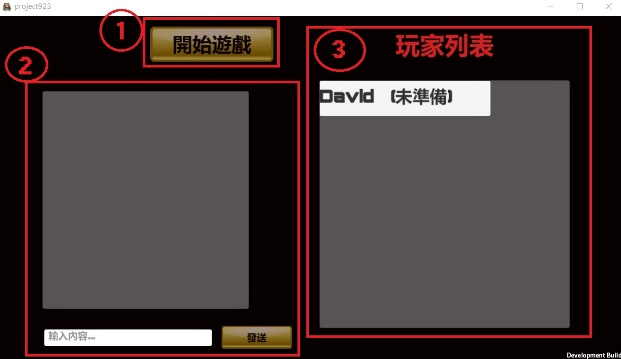 project923
① 開始遊戲
②
③ 玩家列表
David (未準備)
輸入內容...
發送
Development Build